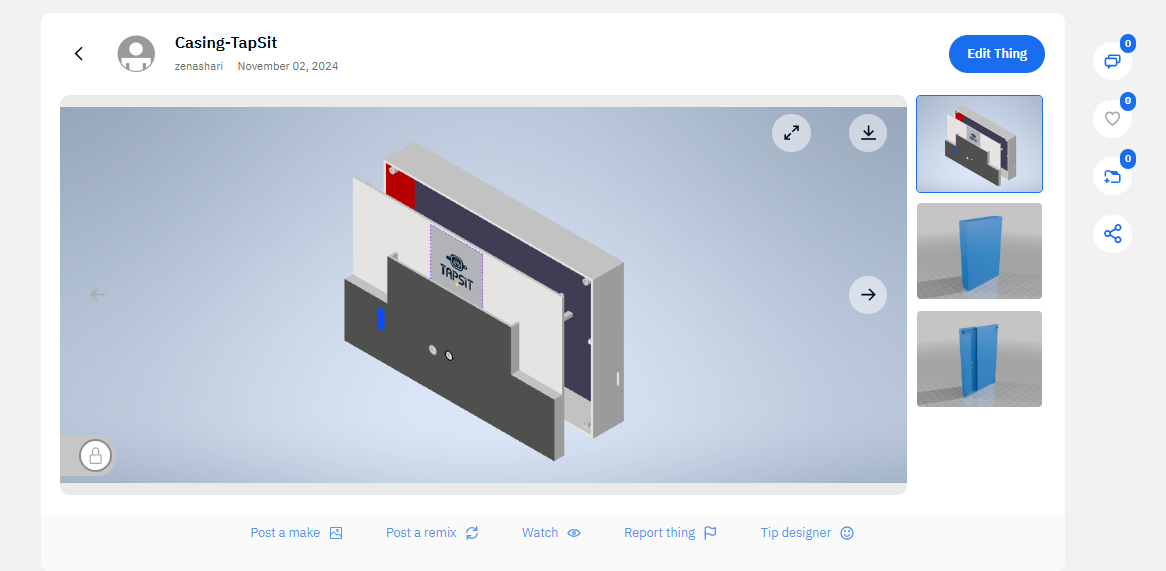 Casing-TapSit
zenashari November 02, 2024
Edit Thing
0
0
0
TAPSiT
Post a make
Post a remix
Watch
Report thing
Tip designer